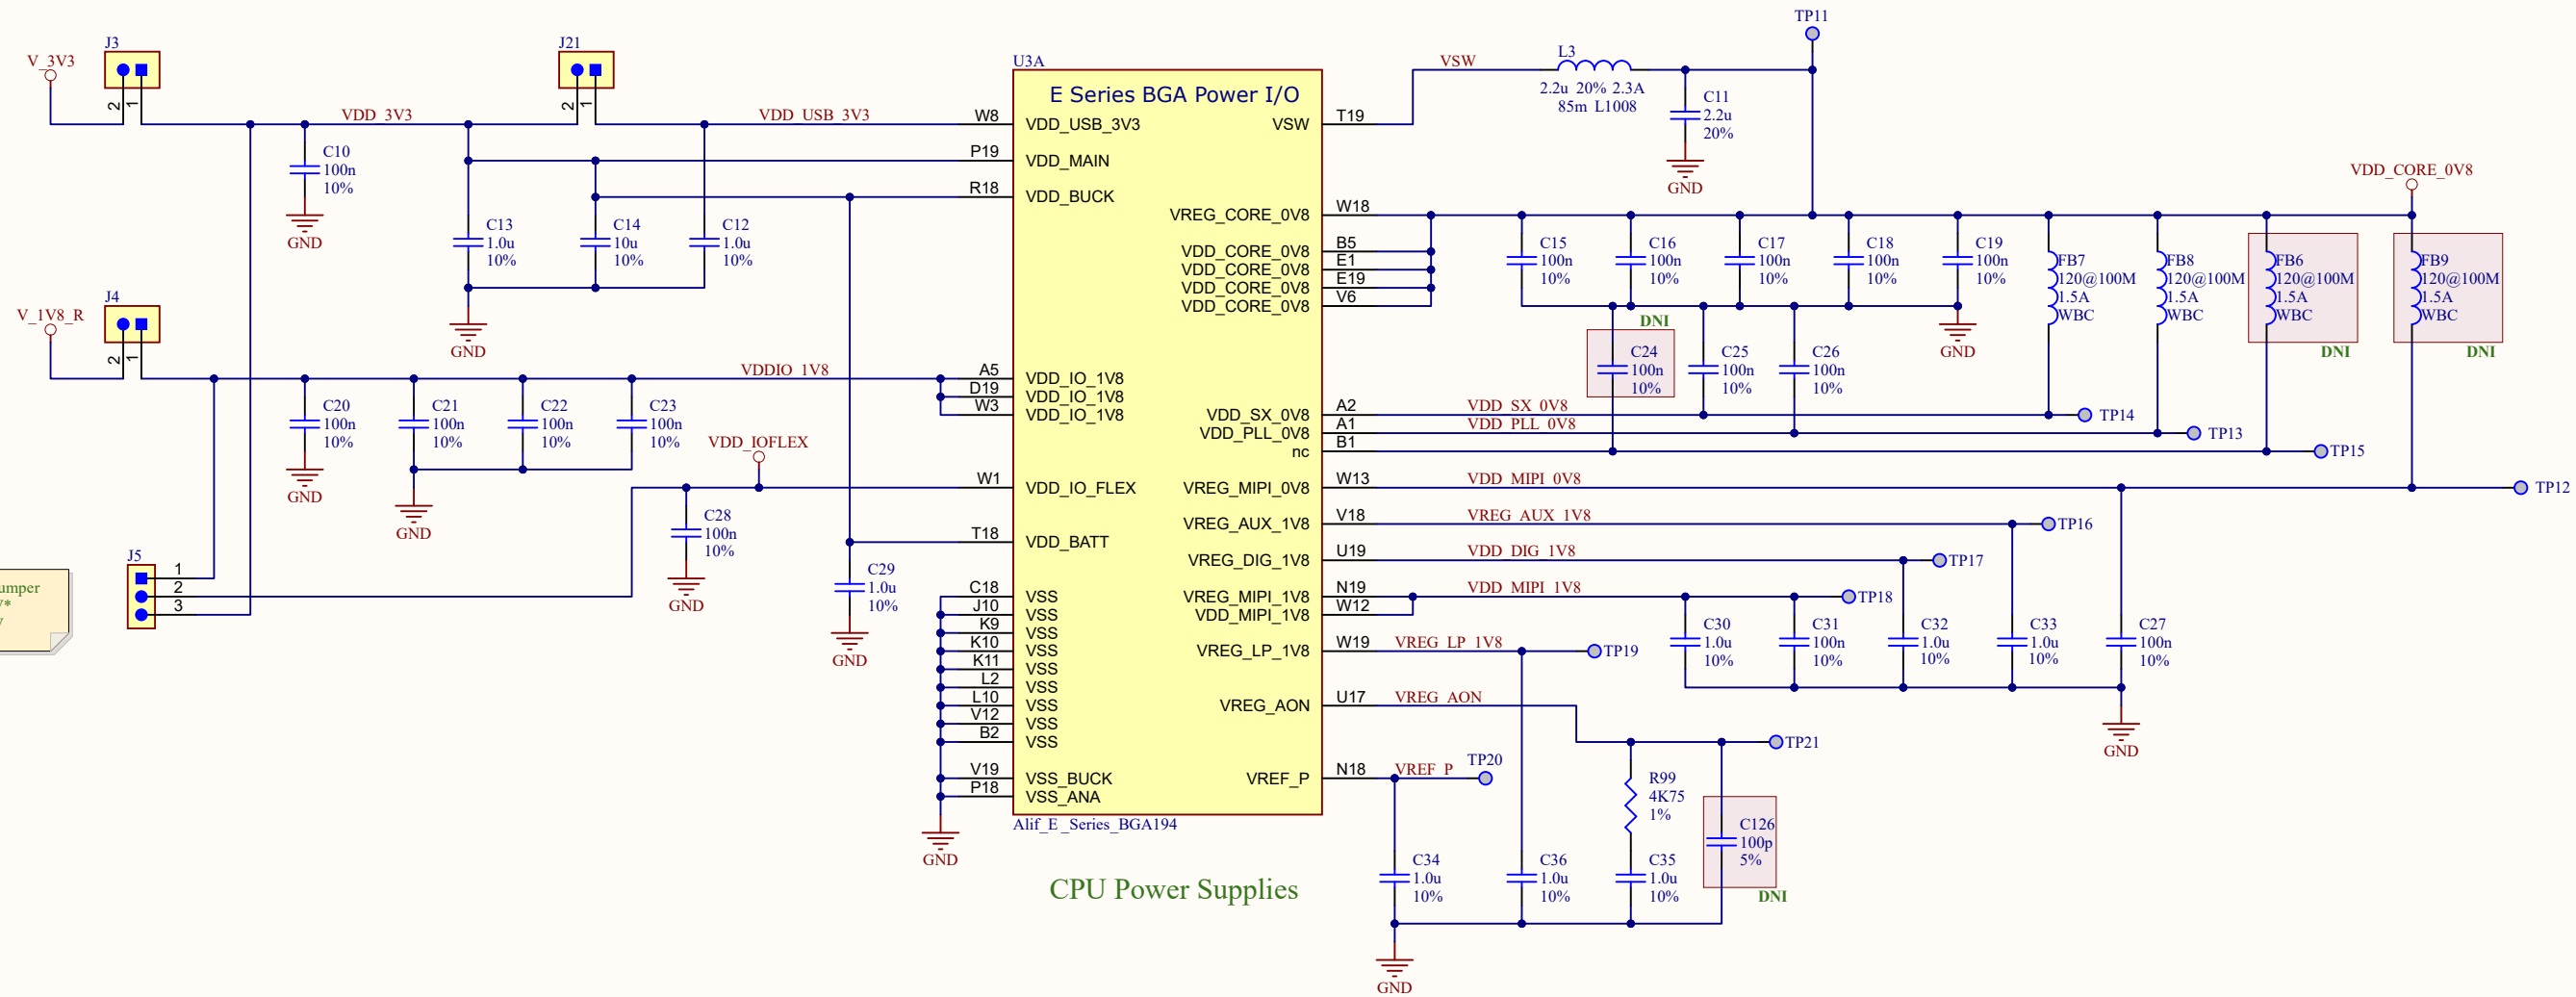 TP11
J3
J21
V_3V3
2
1
2
1
U3A
E Series BGA Power I/O
VSW
L3
2.2u 20% 2.3A
85m L1008
C11
2.2u
20%
GND
VDD_3V3
VDD_USB_3V3
W8
VDD_USB_3V3
VSW
T19
P19
VDD_MAIN
R18
VDD_BUCK
C10
100n
10%
GND
C13
1.0u
10%
C14
10u
10%
C12
1.0u
10%
GND
VREG_CORE_0V8
W18
VDD_CORE_0V8
B5
VDD_CORE_0V8
E1
VDD_CORE_0V8
E19
VDD_CORE_0V8
V6
VDD_CORE_0V8
C15
100n
10%
C16
100n
10%
C17
100n
10%
C18
100n
10%
C19
100n
10%
GND
FB7
120@100M
1.5A
WBC
FB8
120@100M
1.5A
WBC
FB6
120@100M
1.5A
WBC
DNI
FB9
120@100M
1.5A
WBC
DNI
DNI
C24
100n
10%
C25
100n
10%
C26
100n
10%
J4
V_1V8_R
2
1
VDDIO_1V8
A5
VDD_IO_1V8
D19
VDD_IO_1V8
W3
VDD_IO_1V8
C20
100n
10%
GND
C21
100n
10%
C22
100n
10%
C23
100n
10%
GND
VDD_SX_0V8
A2
VDD_SX_0V8
TP14
VDD_PLL_0V8
A1
VDD_PLL_0V8
TP13
nc
B1
TP15
VDD_IOFLEX
W1
VDD_IO_FLEX
VREG_MIPI_0V8
W13
VDD_MIPI_0V8
TP12
C28
100n
10%
GND
VREG_AUX_1V8
V18
VREG_AUX_1V8
TP16
T18
VDD_BATT
VREG_DIG_1V8
U19
VDD_DIG_1V8
TP17
C29
1.0u
10%
GND
J5
1
2
3
umper
V*
VREG_MIPI_1V8
N19
VDD_MIPI_1V8
TP18
VDD_MIPI_1V8
W12
C30
1.0u
10%
C31
100n
10%
C32
1.0u
10%
C33
1.0u
10%
C27
100n
10%
GND
C18
VSS
J10
VSS
K9
VSS
K10
VSS
K11
VSS
L2
VSS
L10
VSS
V12
VSS
B2
VSS
V19
VSS_BUCK
P18
VSS_ANA
GND
VREG_LP_1V8
W19
VREG_LP_1V8
TP19
VREG_AON
U17
VREG_AON
TP21
VREF_P
N18
VREF_P
TP20
R99
4K75
1%
C126
100p
5%
DNI
C34
1.0u
10%
C36
1.0u
10%
C35
1.0u
10%
GND
Alif_E_Series_BGA194
CPU Power Supplies